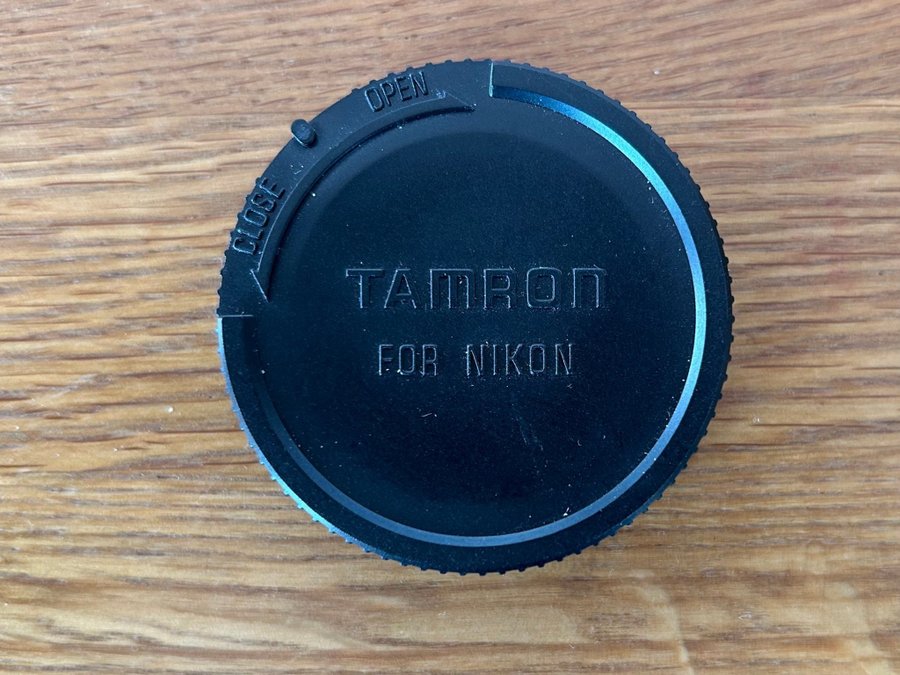 OPEN
CLOSE
TAMRON
FOR NIKON